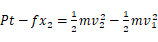 Pt − fx₂ = ½mv₂² − ½mv₁²